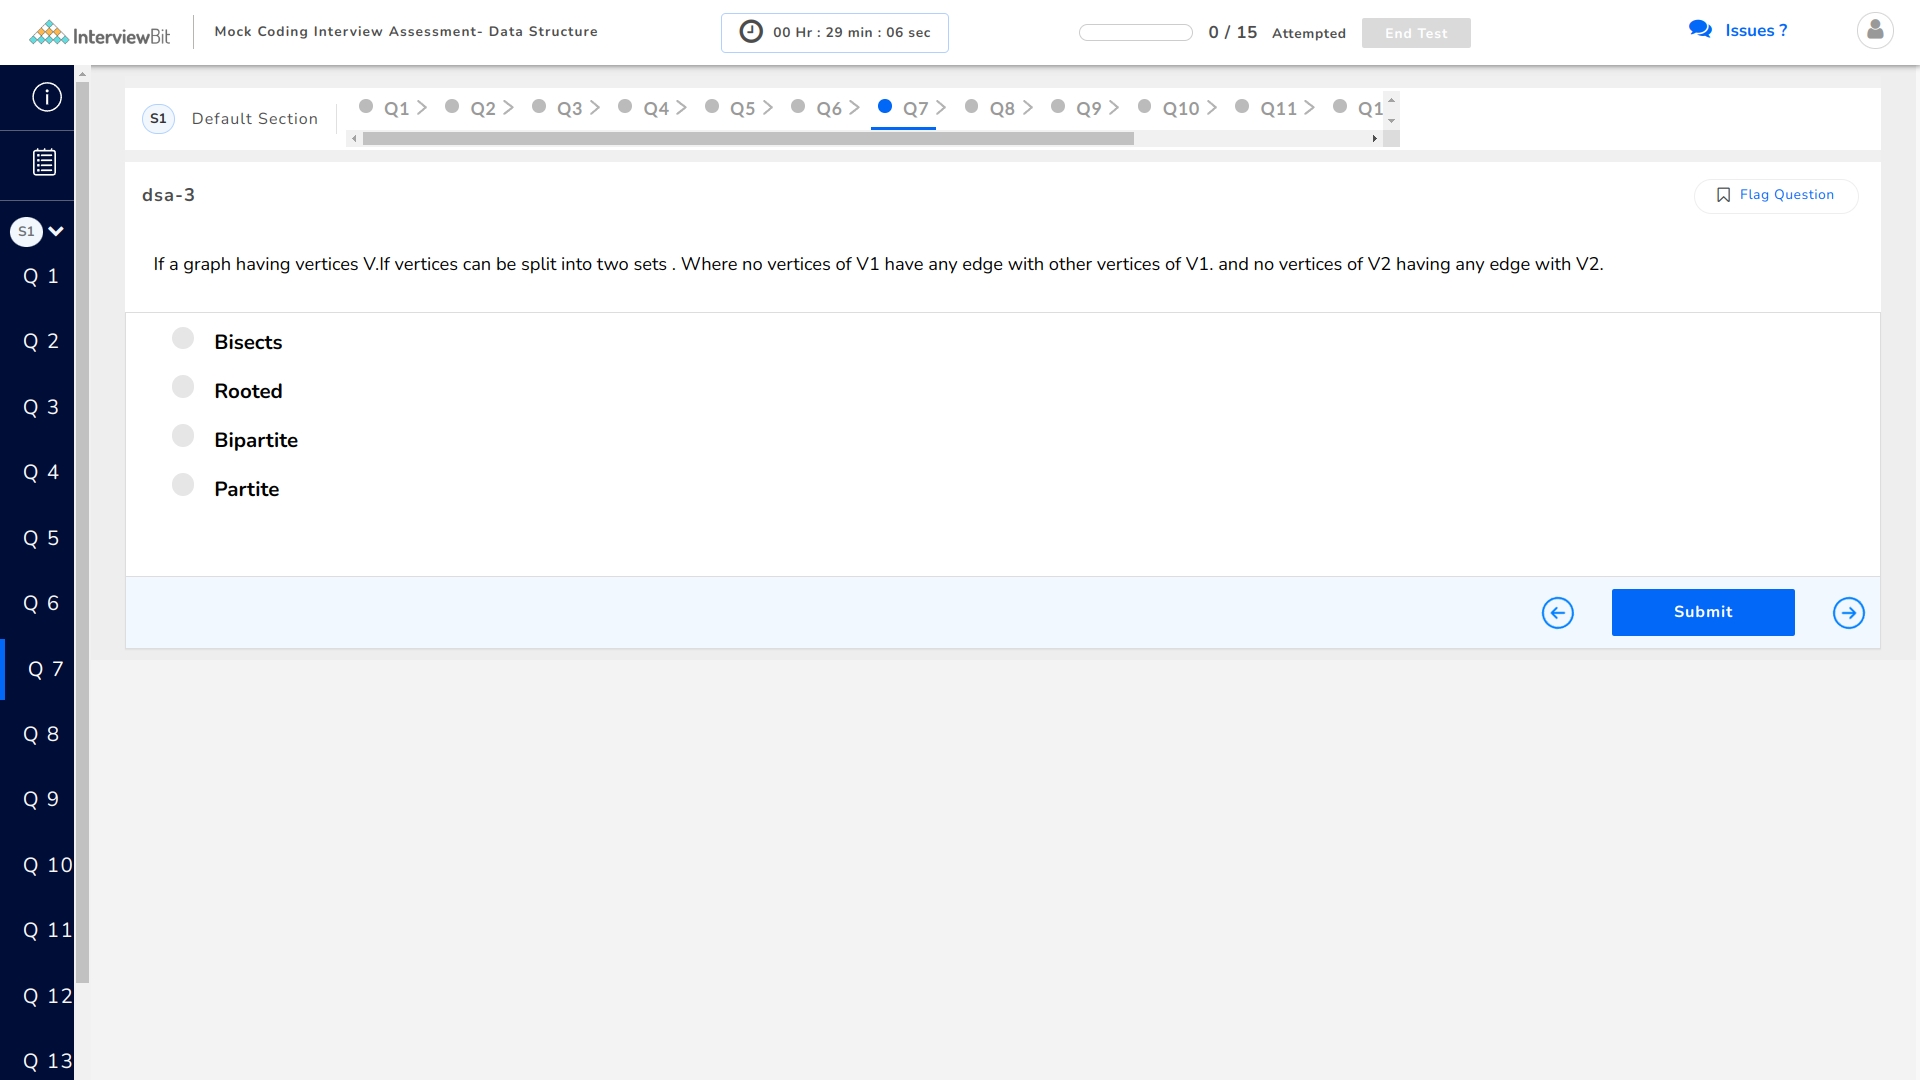 InterviewBit
Mock Coding Interview Assessment- Data Structure
00 Hr : 29 min : 06 sec
0 / 15 Attempted
End Test
Issues ?
S1 Default Section
Q1 Q2 Q3 Q4 Q5 Q6 Q7 Q8 Q9 Q10 Q11 Q1
dsa-3
Flag Question
If a graph having vertices V.If vertices can be split into two sets . Where no vertices of V1 have any edge with other vertices of V1. and no vertices of V2 having any edge with V2.
Bisects
Rooted
Bipartite
Partite
Submit
S1
Q 1
Q 2
Q 3
Q 4
Q 5
Q 6
Q 7
Q 8
Q 9
Q 10
Q 11
Q 12
Q 13